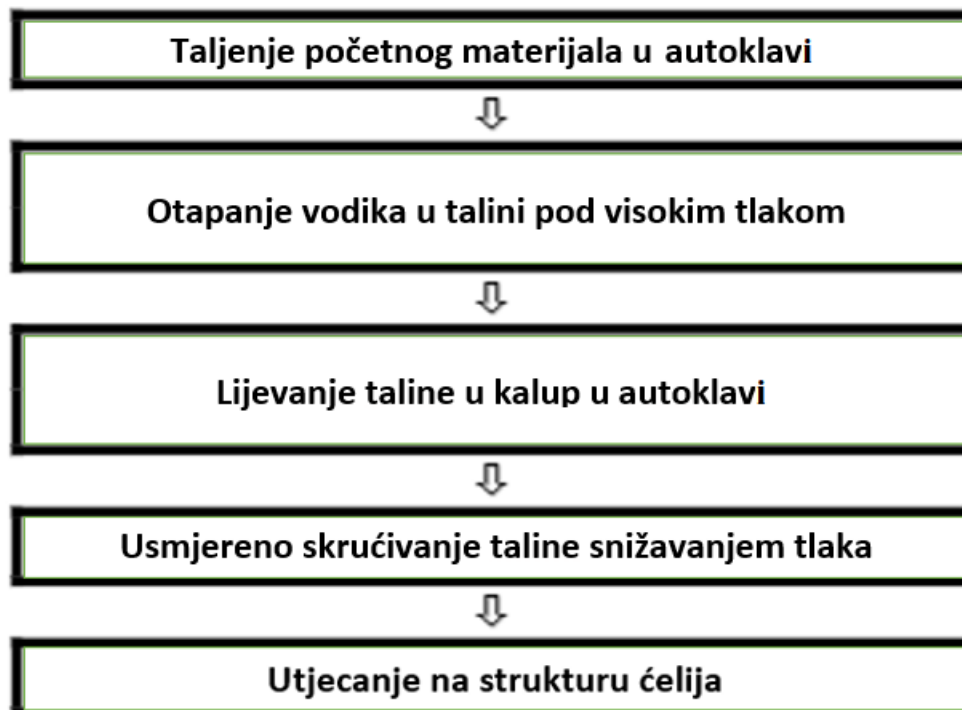 Taljenje početnog materijala u autoklavi
Otapanje vodika u talini pod visokim tlakom
Lijevanje taline u kalup u autoklavi
Usmjereno skrućivanje taline snižavanjem tlaka
Utjecanje na strukturu ćelija